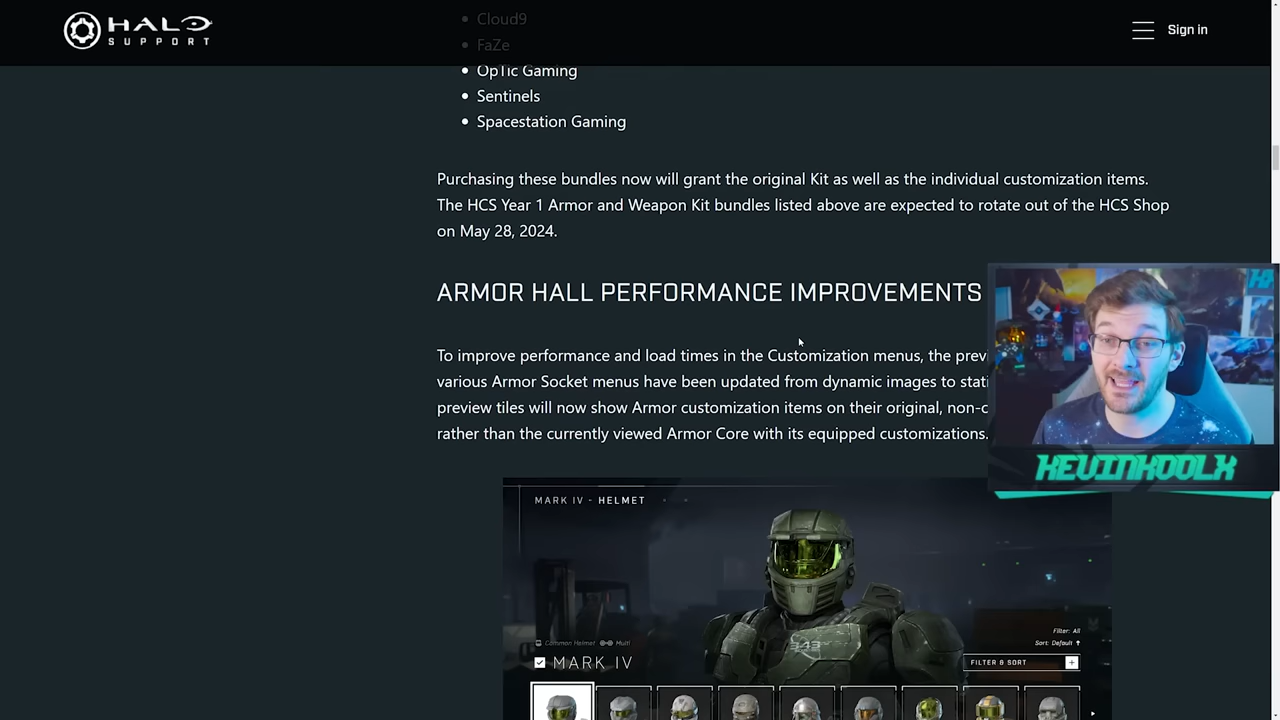 HALO
SUPPORT
Sign in
Cloud9
FaZe
OpTic Gaming
Sentinels
Spacestation Gaming
Purchasing these bundles now will grant the original Kit as well as the individual customization items.
The HCS Year 1 Armor and Weapon Kit bundles listed above are expected to rotate out of the HCS Shop
on May 28, 2024.
ARMOR HALL PERFORMANCE IMPROVEMENTS
To improve performance and load times in the Customization menus, the prev
various Armor Socket menus have been updated from dynamic images to stati
preview tiles will now show Armor customization items on their original, non-c
rather than the currently viewed Armor Core with its equipped customizations.
KEVINKOOLX
MARK IV - HELMET
343
Filter: All
Sort: Default
Common Helmet Multi
MARK IV
FILTER & SORT